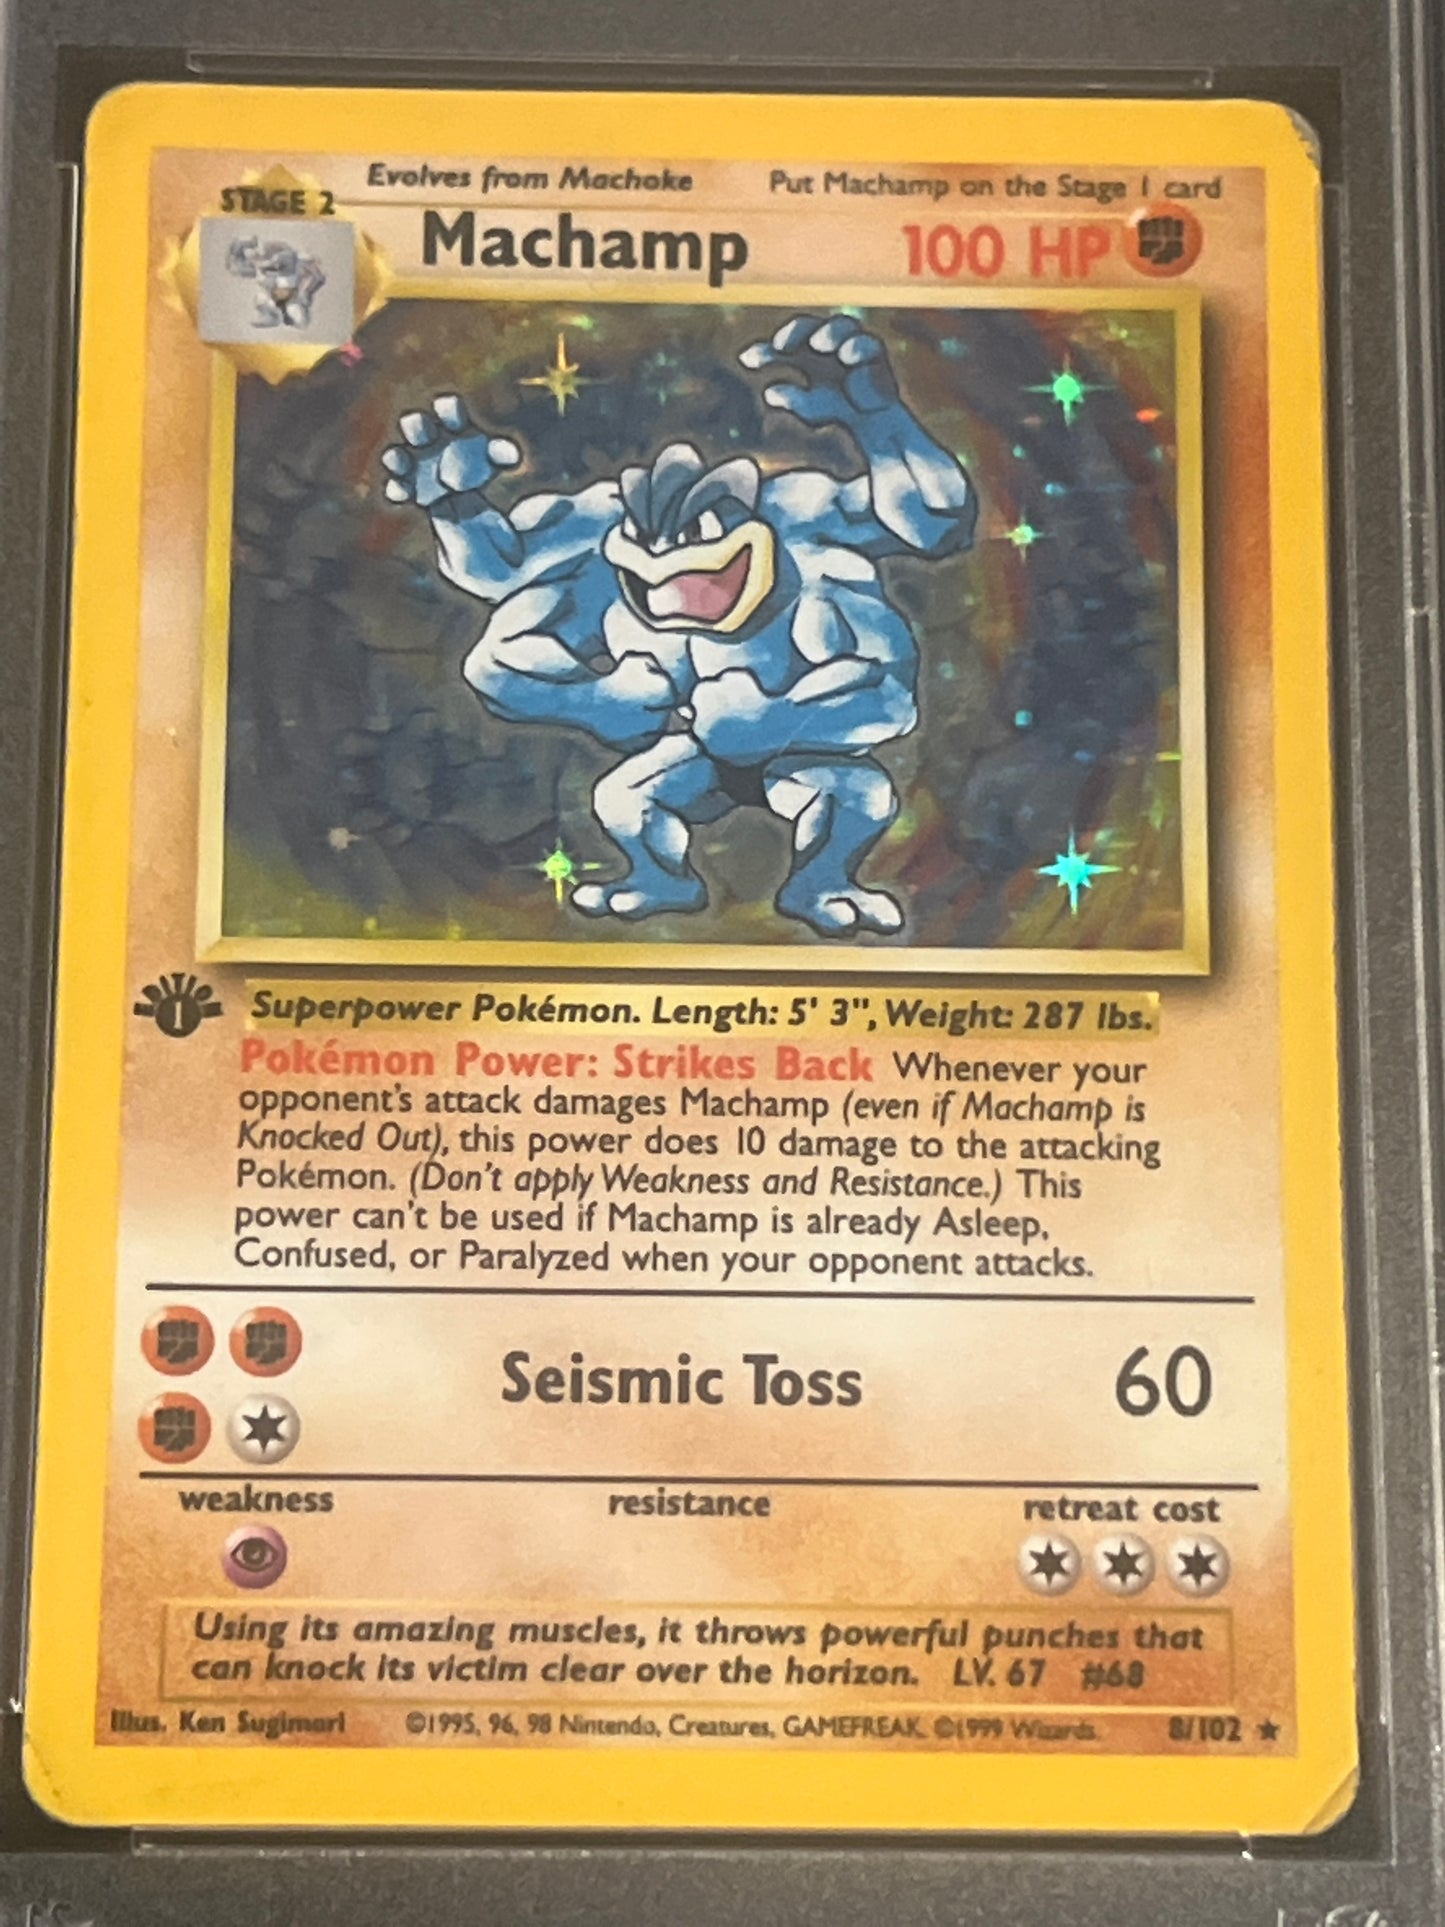 Evolves from Machoke Put Machamp on the Stage 1 card
STAGE 2
Machamp 100 HP
EDITION
1
Superpower Pokémon. Length: 5' 3", Weight: 287 lbs.
Pokémon Power: Strikes Back Whenever your
opponent's attack damages Machamp (even if Machamp is
Knocked Out), this power does 10 damage to the attacking
Pokémon. (Don't apply Weakness and Resistance.) This
power can't be used if Machamp is already Asleep,
Confused, or Paralyzed when your opponent attacks.
Seismic Toss 60
weakness resistance retreat cost
Using its amazing muscles, it throws powerful punches that
can knock its victim clear over the horizon. LV. 67 #68
Illus. Ken Sugimori ©1995, 96, 98 Nintendo, Creatures, GAMEFREAK. ©1999 Wizards. 8/102 ★